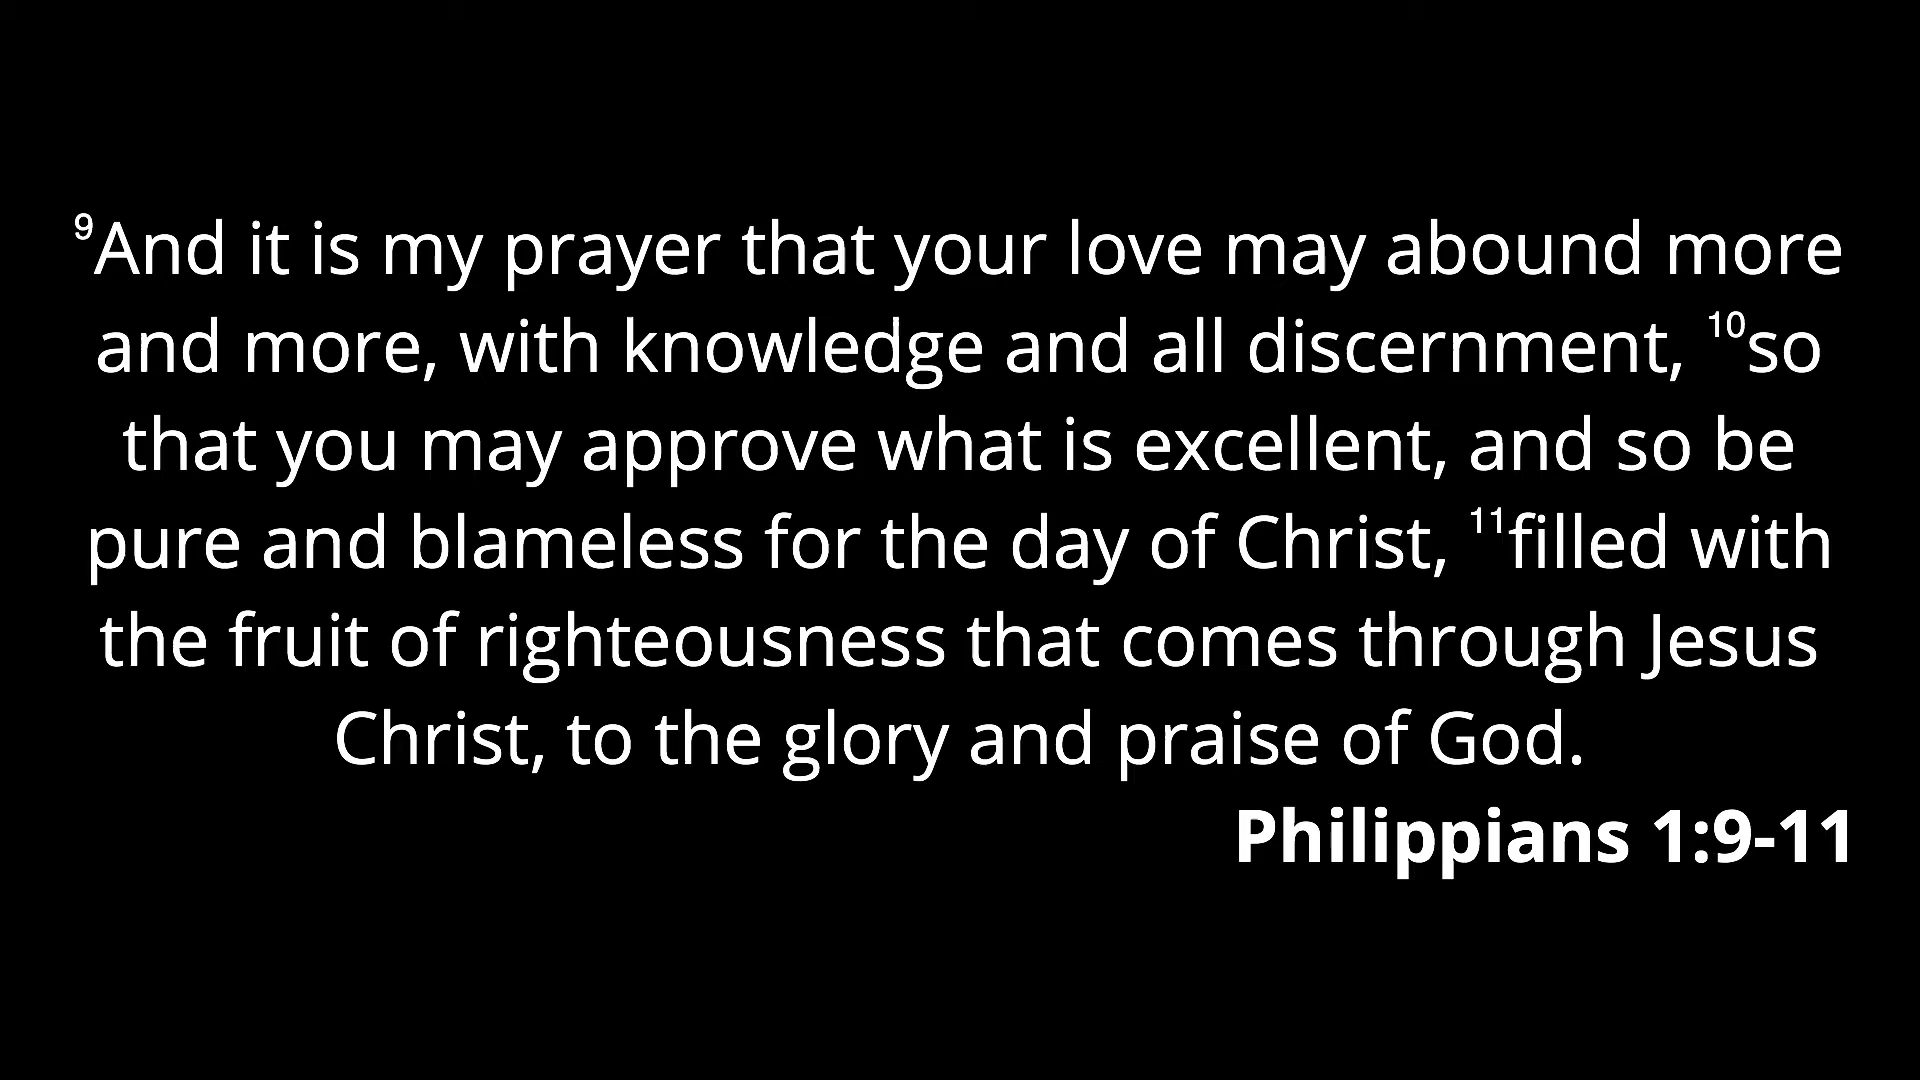 ⁹And it is my prayer that your love may abound more
and more, with knowledge and all discernment, ¹⁰so
that you may approve what is excellent, and so be
pure and blameless for the day of Christ, ¹¹filled with
the fruit of righteousness that comes through Jesus
Christ, to the glory and praise of God.
Philippians 1:9-11